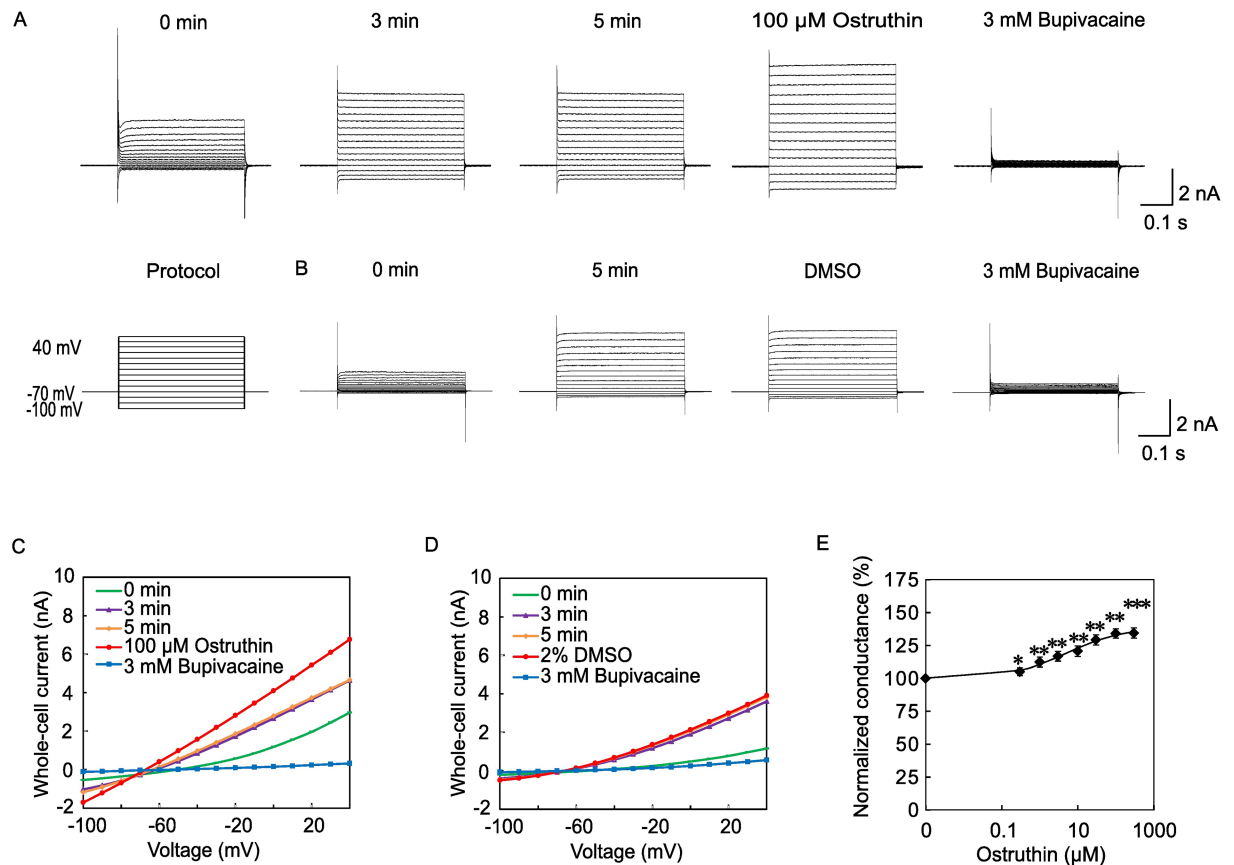 A
0 min
3 min
5 min
100 µM Ostruthin
3 mM Bupivacaine
2 nA
0.1 s
Protocol
40 mV
-70 mV
-100 mV
B
0 min
5 min
DMSO
3 mM Bupivacaine
2 nA
0.1 s
C
Whole-cell current (nA)
10
8
6
4
2
0
-2
0 min
3 min
5 min
100 µM Ostruthin
3 mM Bupivacaine
-100
-60
-20
20
Voltage (mV)
D
Whole-cell current (nA)
10
8
6
4
2
0
-2
0 min
3 min
5 min
2% DMSO
3 mM Bupivacaine
-100
-60
-20
20
Voltage (mV)
E
Normalized conductance (%)
175
150
125
100
75
50
25
0
* ** ** ** ** ** ***
0
0.1
10
1000
Ostruthin (µM)